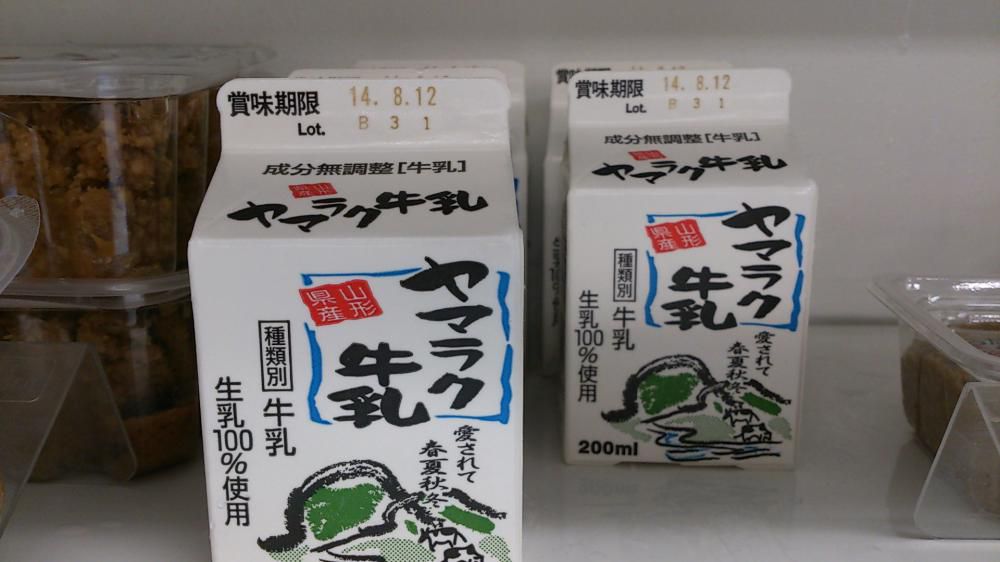 賞味期限 14. 8.12
Lot. B 3 1
成分無調整［牛乳］
山形
県産
ヤマラク牛乳
山形
県産
ヤマラク
牛乳
種類別 牛乳
生乳100%使用
愛されて
春夏秋冬
賞味期限 14. 8.12
Lot. B 3 1
成分無調整［牛乳］
ヤマラク牛乳
山形
県産
ヤマラク
牛乳
種類別 牛乳
生乳100%使用
愛されて
春夏秋冬
200ml